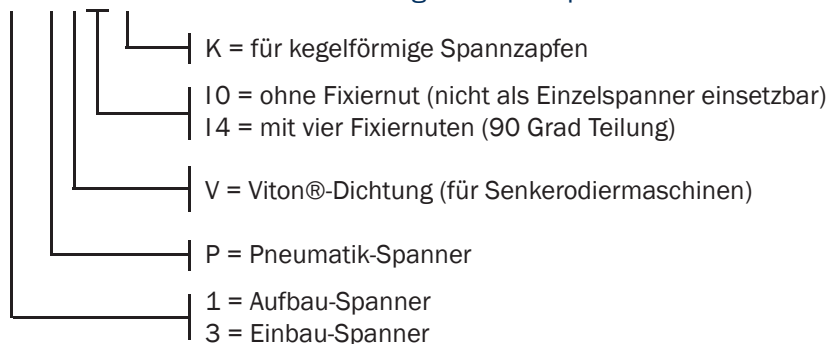 K = für kegelförmige Spannzapfen
I0 = ohne Fixiernut (nicht als Einzelspanner einsetzbar)
I4 = mit vier Fixiernuten (90 Grad Teilung)
V = Viton®-Dichtung (für Senkerodiermaschinen)
P = Pneumatik-Spanner
1 = Aufbau-Spanner
3 = Einbau-Spanner